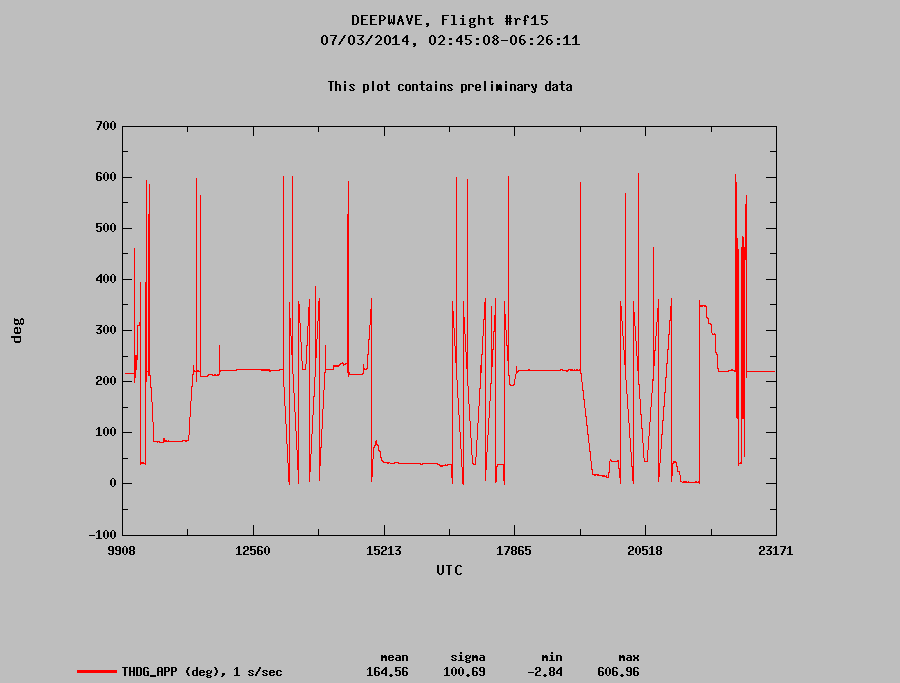 DEEPWAVE, Flight #rf15
07/03/2014, 02:45:08-06:26:11
This plot contains preliminary data
700
600
500
400
300
200
100
0
-100
deg
9908 12560 15213 17865 20518 23171
UTC
mean sigma min max
THDG_APP (deg), 1 s/sec 164.56 100.69 -2.84 606.96